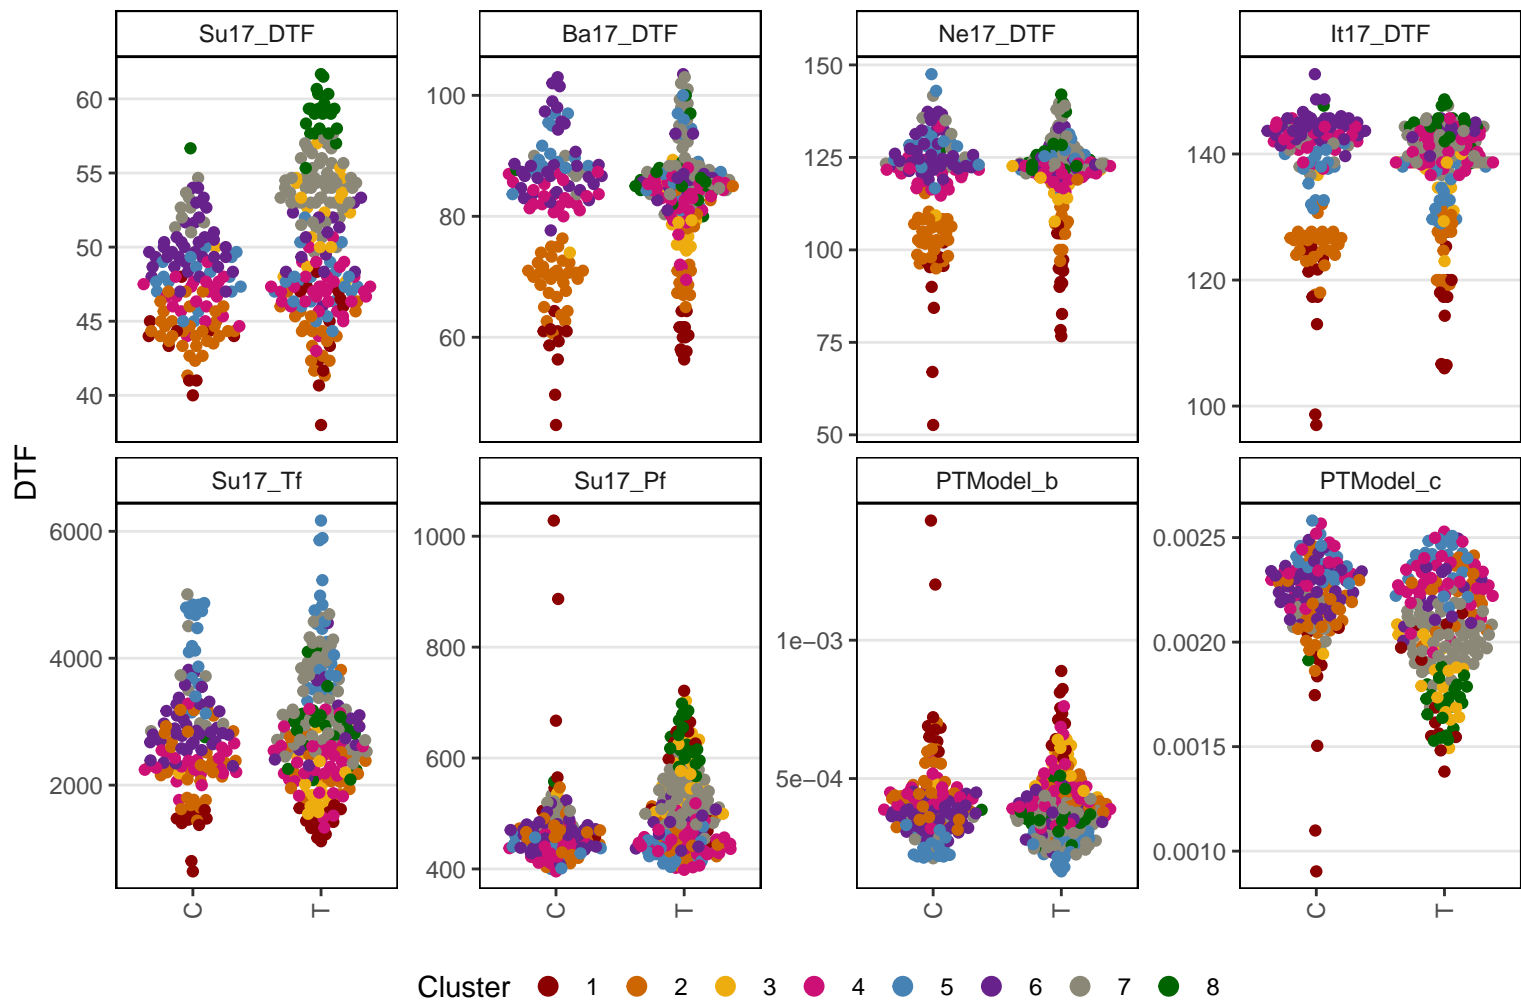 Su17_DTF Ba17_DTF Ne17_DTF It17_DTF
60 55 50 45 40
100 80 60
150 125 100 75 50
140 120 100
DTF
Su17_Tf Su17_Pf PTModel_b PTModel_c
6000 4000 2000
1000 800 600 400
1e−03 5e−04
0.0025 0.0020 0.0015 0.0010
C T C T C T C T
Cluster 1 2 3 4 5 6 7 8